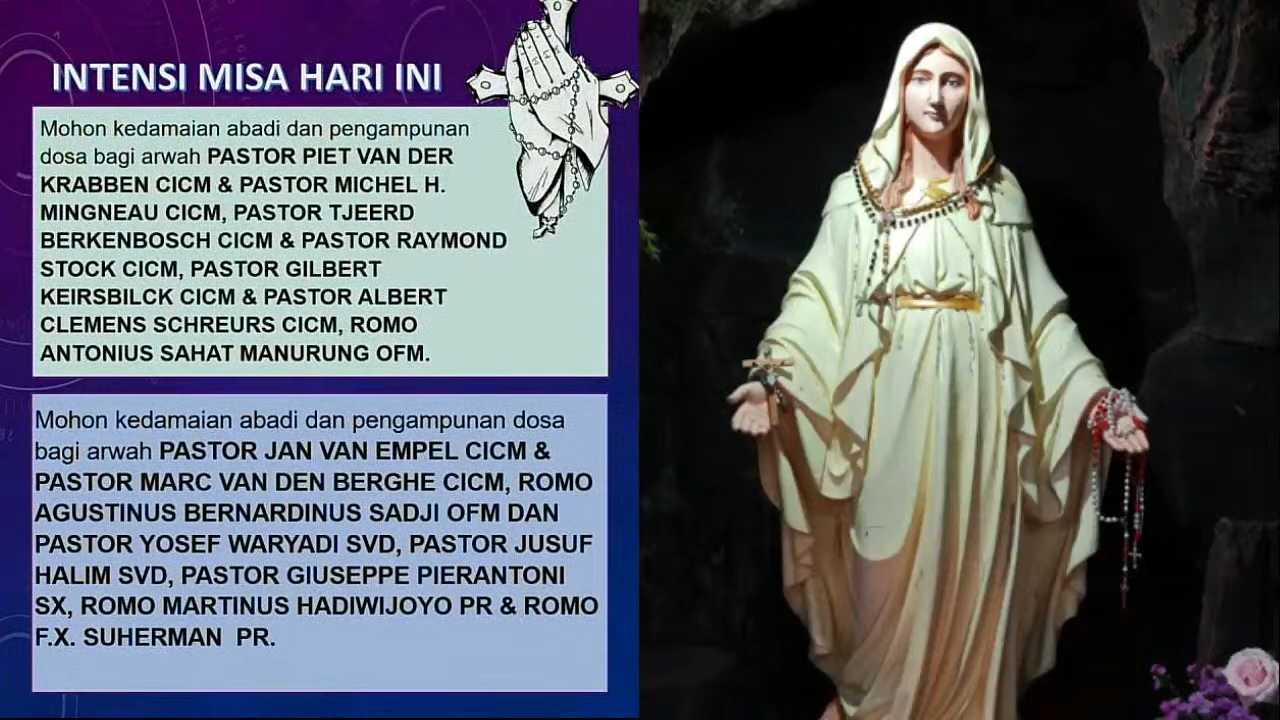 INTENSI MISA HARI INI
Mohon kedamaian abadi dan pengampunan
dosa bagi arwah PASTOR PIET VAN DER
KRABBEN CICM & PASTOR MICHEL H.
MINGNEAU CICM, PASTOR TJEERD
BERKENBOSCH CICM & PASTOR RAYMOND
STOCK CICM, PASTOR GILBERT
KEIRSBILCK CICM & PASTOR ALBERT
CLEMENS SCHREURS CICM, ROMO
ANTONIUS SAHAT MANURUNG OFM.
Mohon kedamaian abadi dan pengampunan dosa
bagi arwah PASTOR JAN VAN EMPEL CICM &
PASTOR MARC VAN DEN BERGHE CICM, ROMO
AGUSTINUS BERNARDINUS SADJI OFM DAN
PASTOR YOSEF WARYADI SVD, PASTOR JUSUF
HALIM SVD, PASTOR GIUSEPPE PIERANTONI
SX, ROMO MARTINUS HADIWIJOYO PR & ROMO
F.X. SUHERMAN  PR.